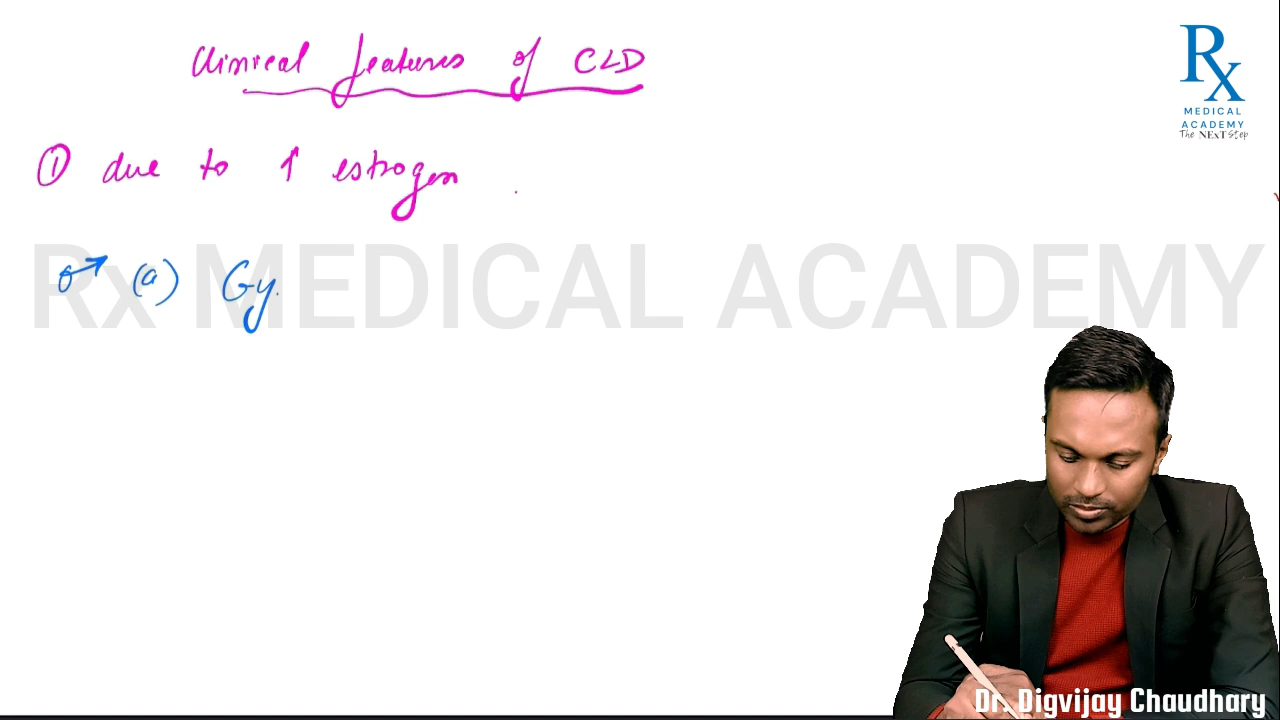 Clinical features of CLD
Rx
MEDICAL
ACADEMY
The NExT Step
① due to ↑ estrogen
Rx MEDICAL ACADEMY
♂ (a) Gy
Dr. Digvijay Chaudhary